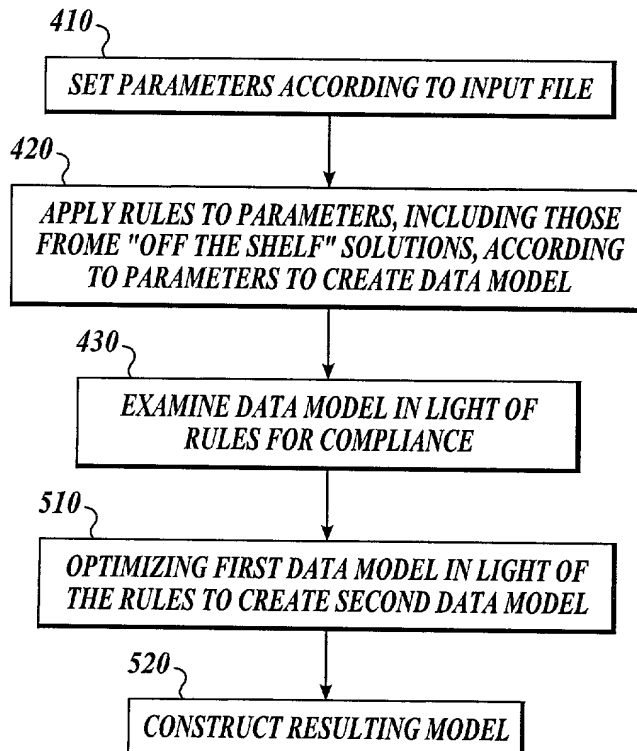 410
SET PARAMETERS ACCORDING TO INPUT FILE
420
APPLY RULES TO PARAMETERS, INCLUDING THOSE
FROME "OFF THE SHELF" SOLUTIONS, ACCORDING
TO PARAMETERS TO CREATE DATA MODEL
430
EXAMINE DATA MODEL IN LIGHT OF
RULES FOR COMPLIANCE
510
OPTIMIZING FIRST DATA MODEL IN LIGHT OF
THE RULES TO CREATE SECOND DATA MODEL
520
CONSTRUCT RESULTING MODEL